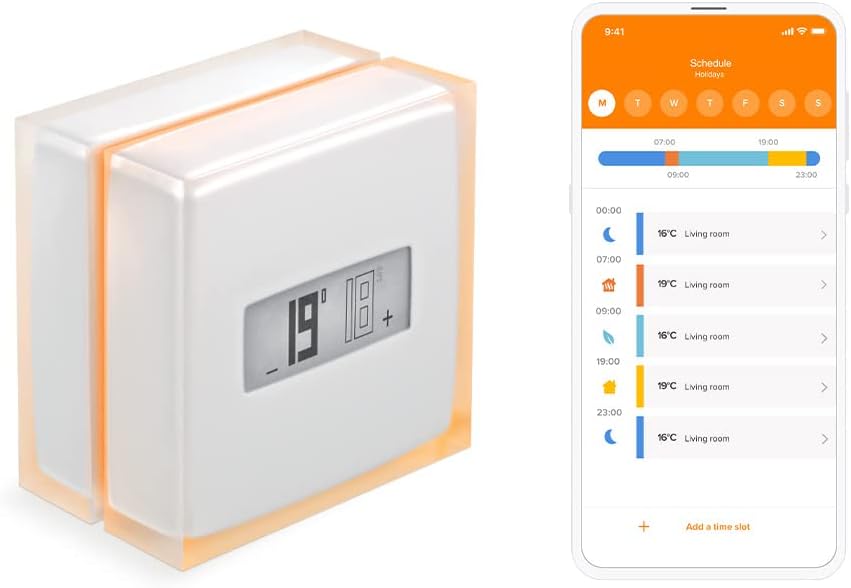 19°
18
+
−
9:41
Schedule
Holidays
M T W T F S S
07:00 19:00
09:00 23:00
00:00
16°C Living room
07:00
19°C Living room
09:00
16°C Living room
19:00
19°C Living room
23:00
16°C Living room
+ Add a time slot